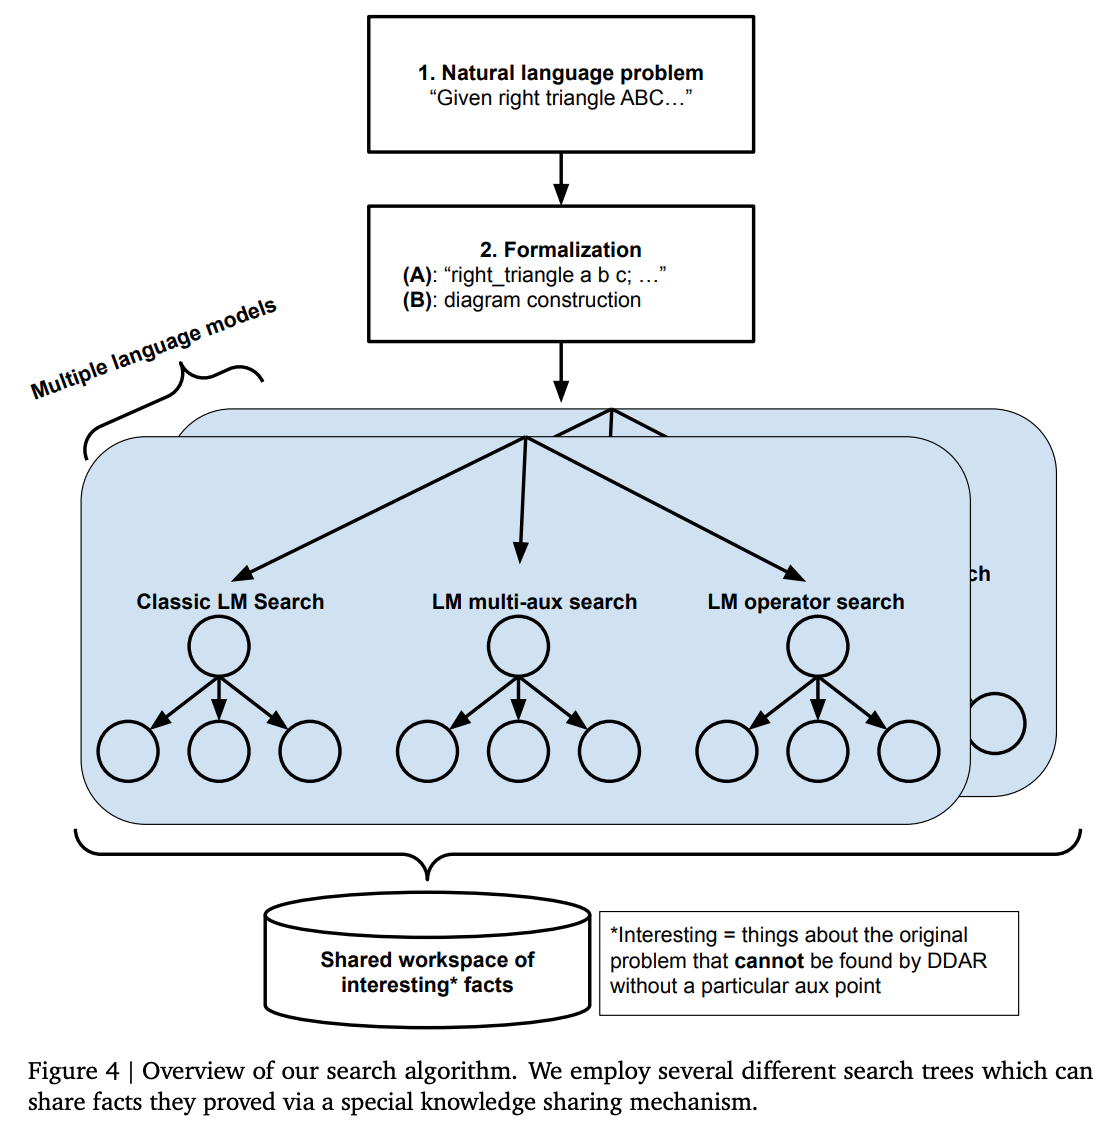 1. Natural language problem
“Given right triangle ABC…”
2. Formalization
(A): “right_triangle a b c; …”
(B): diagram construction
Multiple language models
ch
Classic LM Search
LM multi-aux search
LM operator search
Shared workspace of
interesting* facts
*Interesting = things about the original
problem that cannot be found by DDAR
without a particular aux point
Figure 4 | Overview of our search algorithm. We employ several different search trees which can
share facts they proved via a special knowledge sharing mechanism.